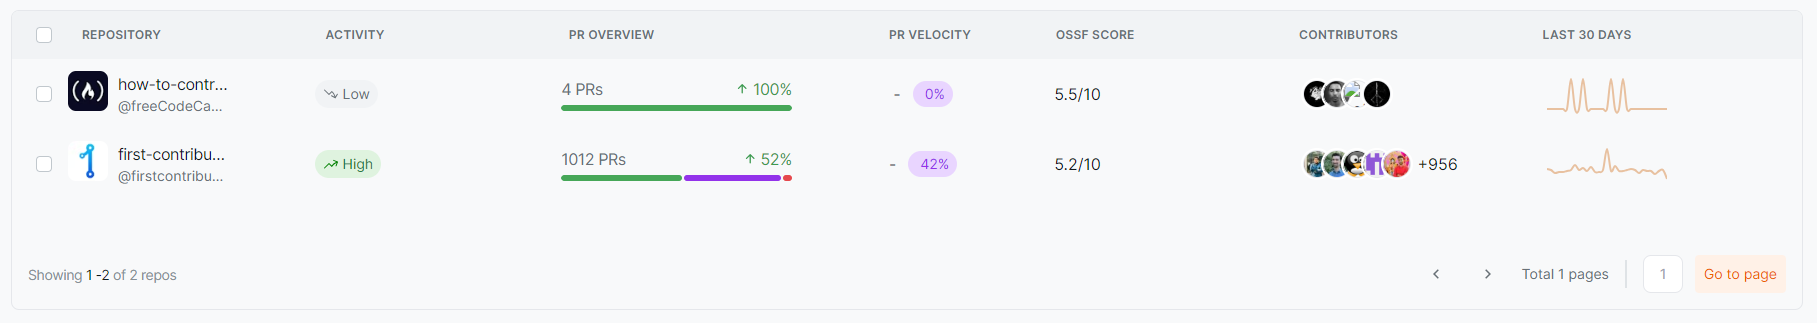 REPOSITORY ACTIVITY PR OVERVIEW PR VELOCITY OSSF SCORE CONTRIBUTORS LAST 30 DAYS
how-to-contr...
@freeCodeCa...
Low
4 PRs ↑ 100%
- 0%
5.5/10
first-contribu...
@firstcontribu...
High
1012 PRs ↑ 52%
- 42%
5.2/10
+956
Showing 1 -2 of 2 repos
Total 1 pages
1
Go to page